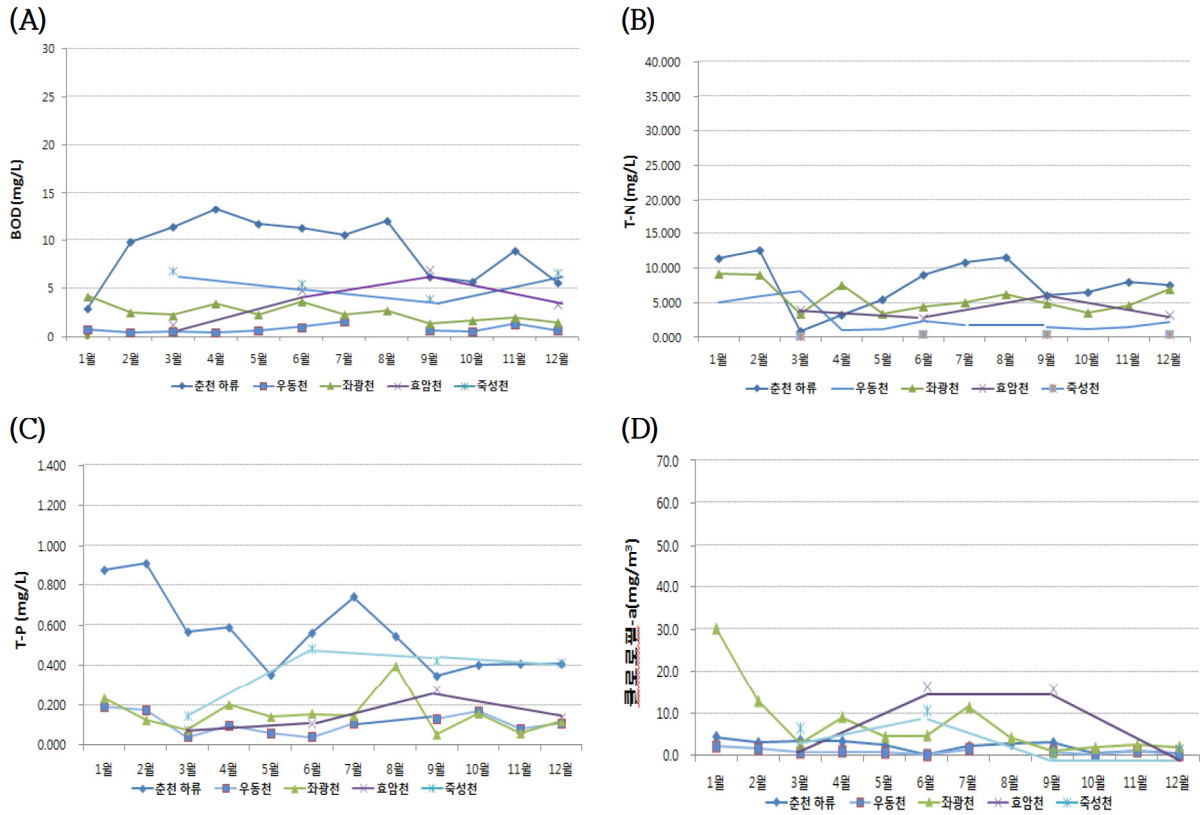 (A)
30
25
20
15
10
5
0
BOD (mg/L)
1월 2월 3월 4월 5월 6월 7월 8월 9월 10월 11월 12월
춘천 하류 우동천 좌광천 효암천 죽성천
(B)
40.000
35.000
30.000
25.000
20.000
15.000
10.000
5.000
0.000
T-N (mg/L)
1월 2월 3월 4월 5월 6월 7월 8월 9월 10월 11월 12월
춘천 하류 우동천 좌광천 효암천 죽성천
(C)
1.400
1.200
1.000
0.800
0.600
0.400
0.200
0.000
T-P (mg/L)
1월 2월 3월 4월 5월 6월 7월 8월 9월 10월 11월 12월
춘천 하류 우동천 좌광천 효암천 죽성천
(D)
70.0
60.0
50.0
40.0
30.0
20.0
10.0
0.0
클로로필-a(mg/m³)
1월 2월 3월 4월 5월 6월 7월 8월 9월 10월 11월 12월
춘천 하류 우동천 좌광천 효암천 죽성천